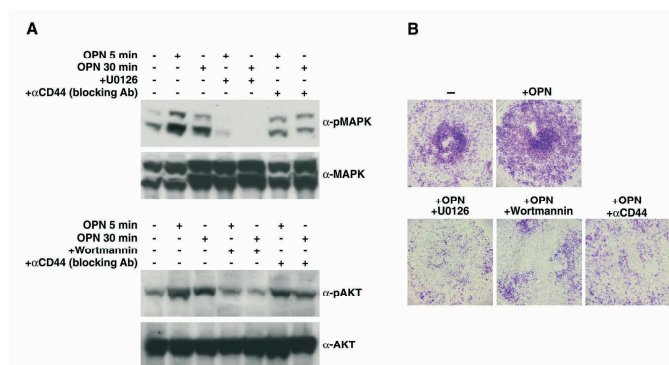 A
OPN 5 min - + - + - + -
OPN 30 min - - + - + - +
+U0126 - - - + + - -
+αCD44 (blocking Ab) - - - - - + +
α-pMAPK
α-MAPK
OPN 5 min - + - + - + -
OPN 30 min - - + - + - +
+Wortmannin - - - + + - -
+αCD44 (blocking Ab) - - - - - + +
α-pAKT
α-AKT
B
– +OPN
+OPN +OPN +OPN
+U0126 +Wortmannin +αCD44